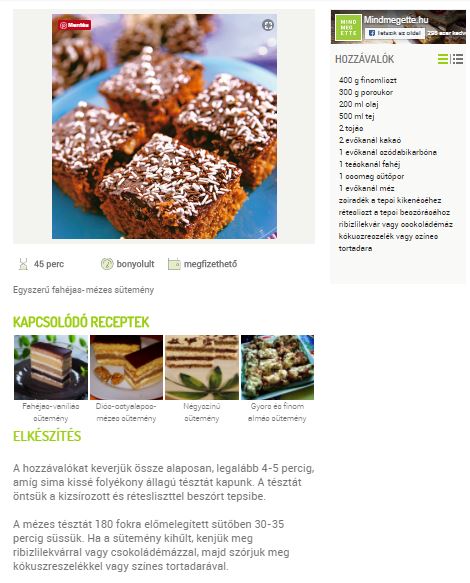 Mentés
45 perc
bonyolult
megfizethető
Egyszerű fahéjas-mézes sütemény
KAPCSOLÓDÓ RECEPTEK
Fahéjas-vaníliás
sütemény
Dios-ostyalapos-
mézes sütemény
Négyszínű
sütemény
Gyors és finom
almás sütemény
ELKÉSZÍTÉS
A hozzávalókat keverjük össze alaposan, legalább 4-5 percig,
amíg sima kissé folyékony állagú tésztát kapunk. A tésztát
öntsük a kizsírozott és rétesliszttel beszórt tepsibe.
A mézes tésztát 180 fokra előmelegített sütőben 30-35
percig süssük. Ha a sütemény kihűlt, kenjük meg
ribizlilekvárral vagy csokoládémázzal, majd szórjuk meg
kókuszreszelékkel vagy színes tortadarával.
MIND
MEG
ETTE
Mindmegette.hu
Tetszik az oldal
295 ezer kedv
HOZZÁVALÓK
400 g finomliszt
300 g porcukor
200 ml olaj
500 ml tej
2 tojás
2 evőkanál kakaó
1 evőkanál szódabikarbóna
1 teáskanál fahéj
1 csomag sütőpor
1 evőkanál méz
zsiradék a tepsi kikenéséhez
rétesliszt a tepsi beszórásához
ribizlilekvár vagy csokoládémáz
kókuszreszelék vagy színes
tortadara